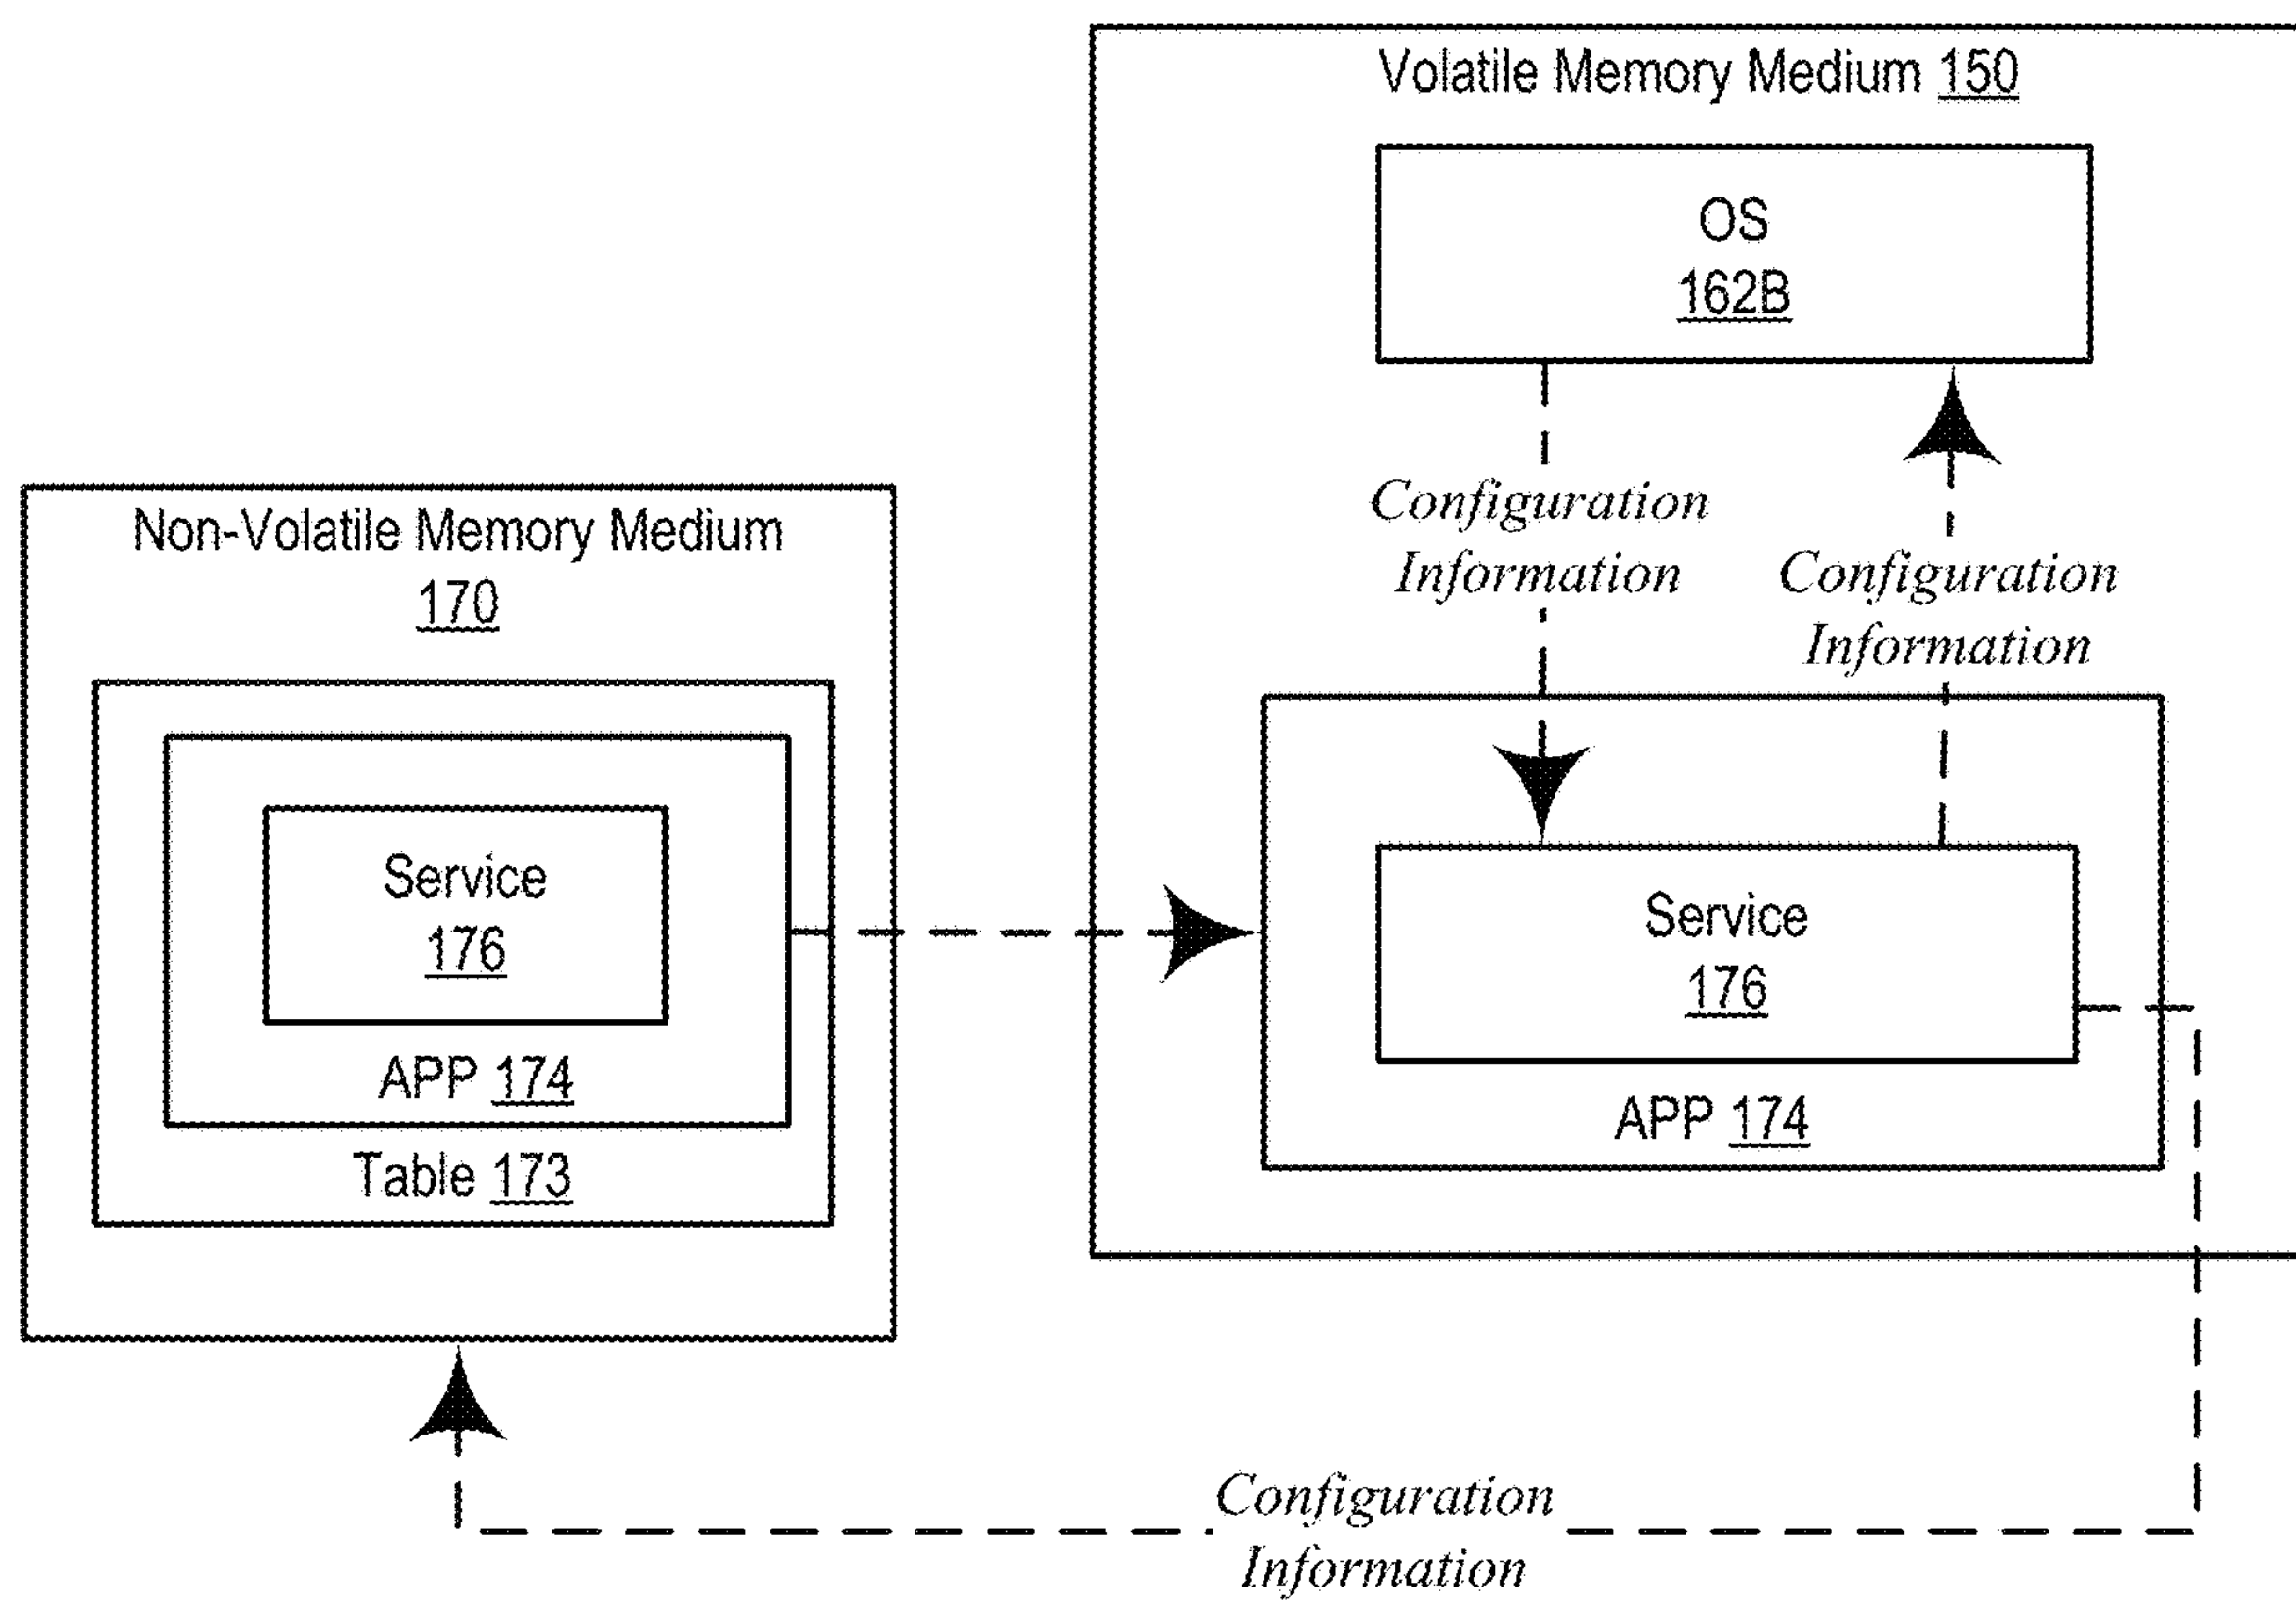 Volatile Memory Medium 150
OS
162B
Configuration
Information
Configuration
Information
Non-Volatile Memory Medium
170
Service
176
APP 174
Table 173
Service
176
APP 174
Configuration
Information